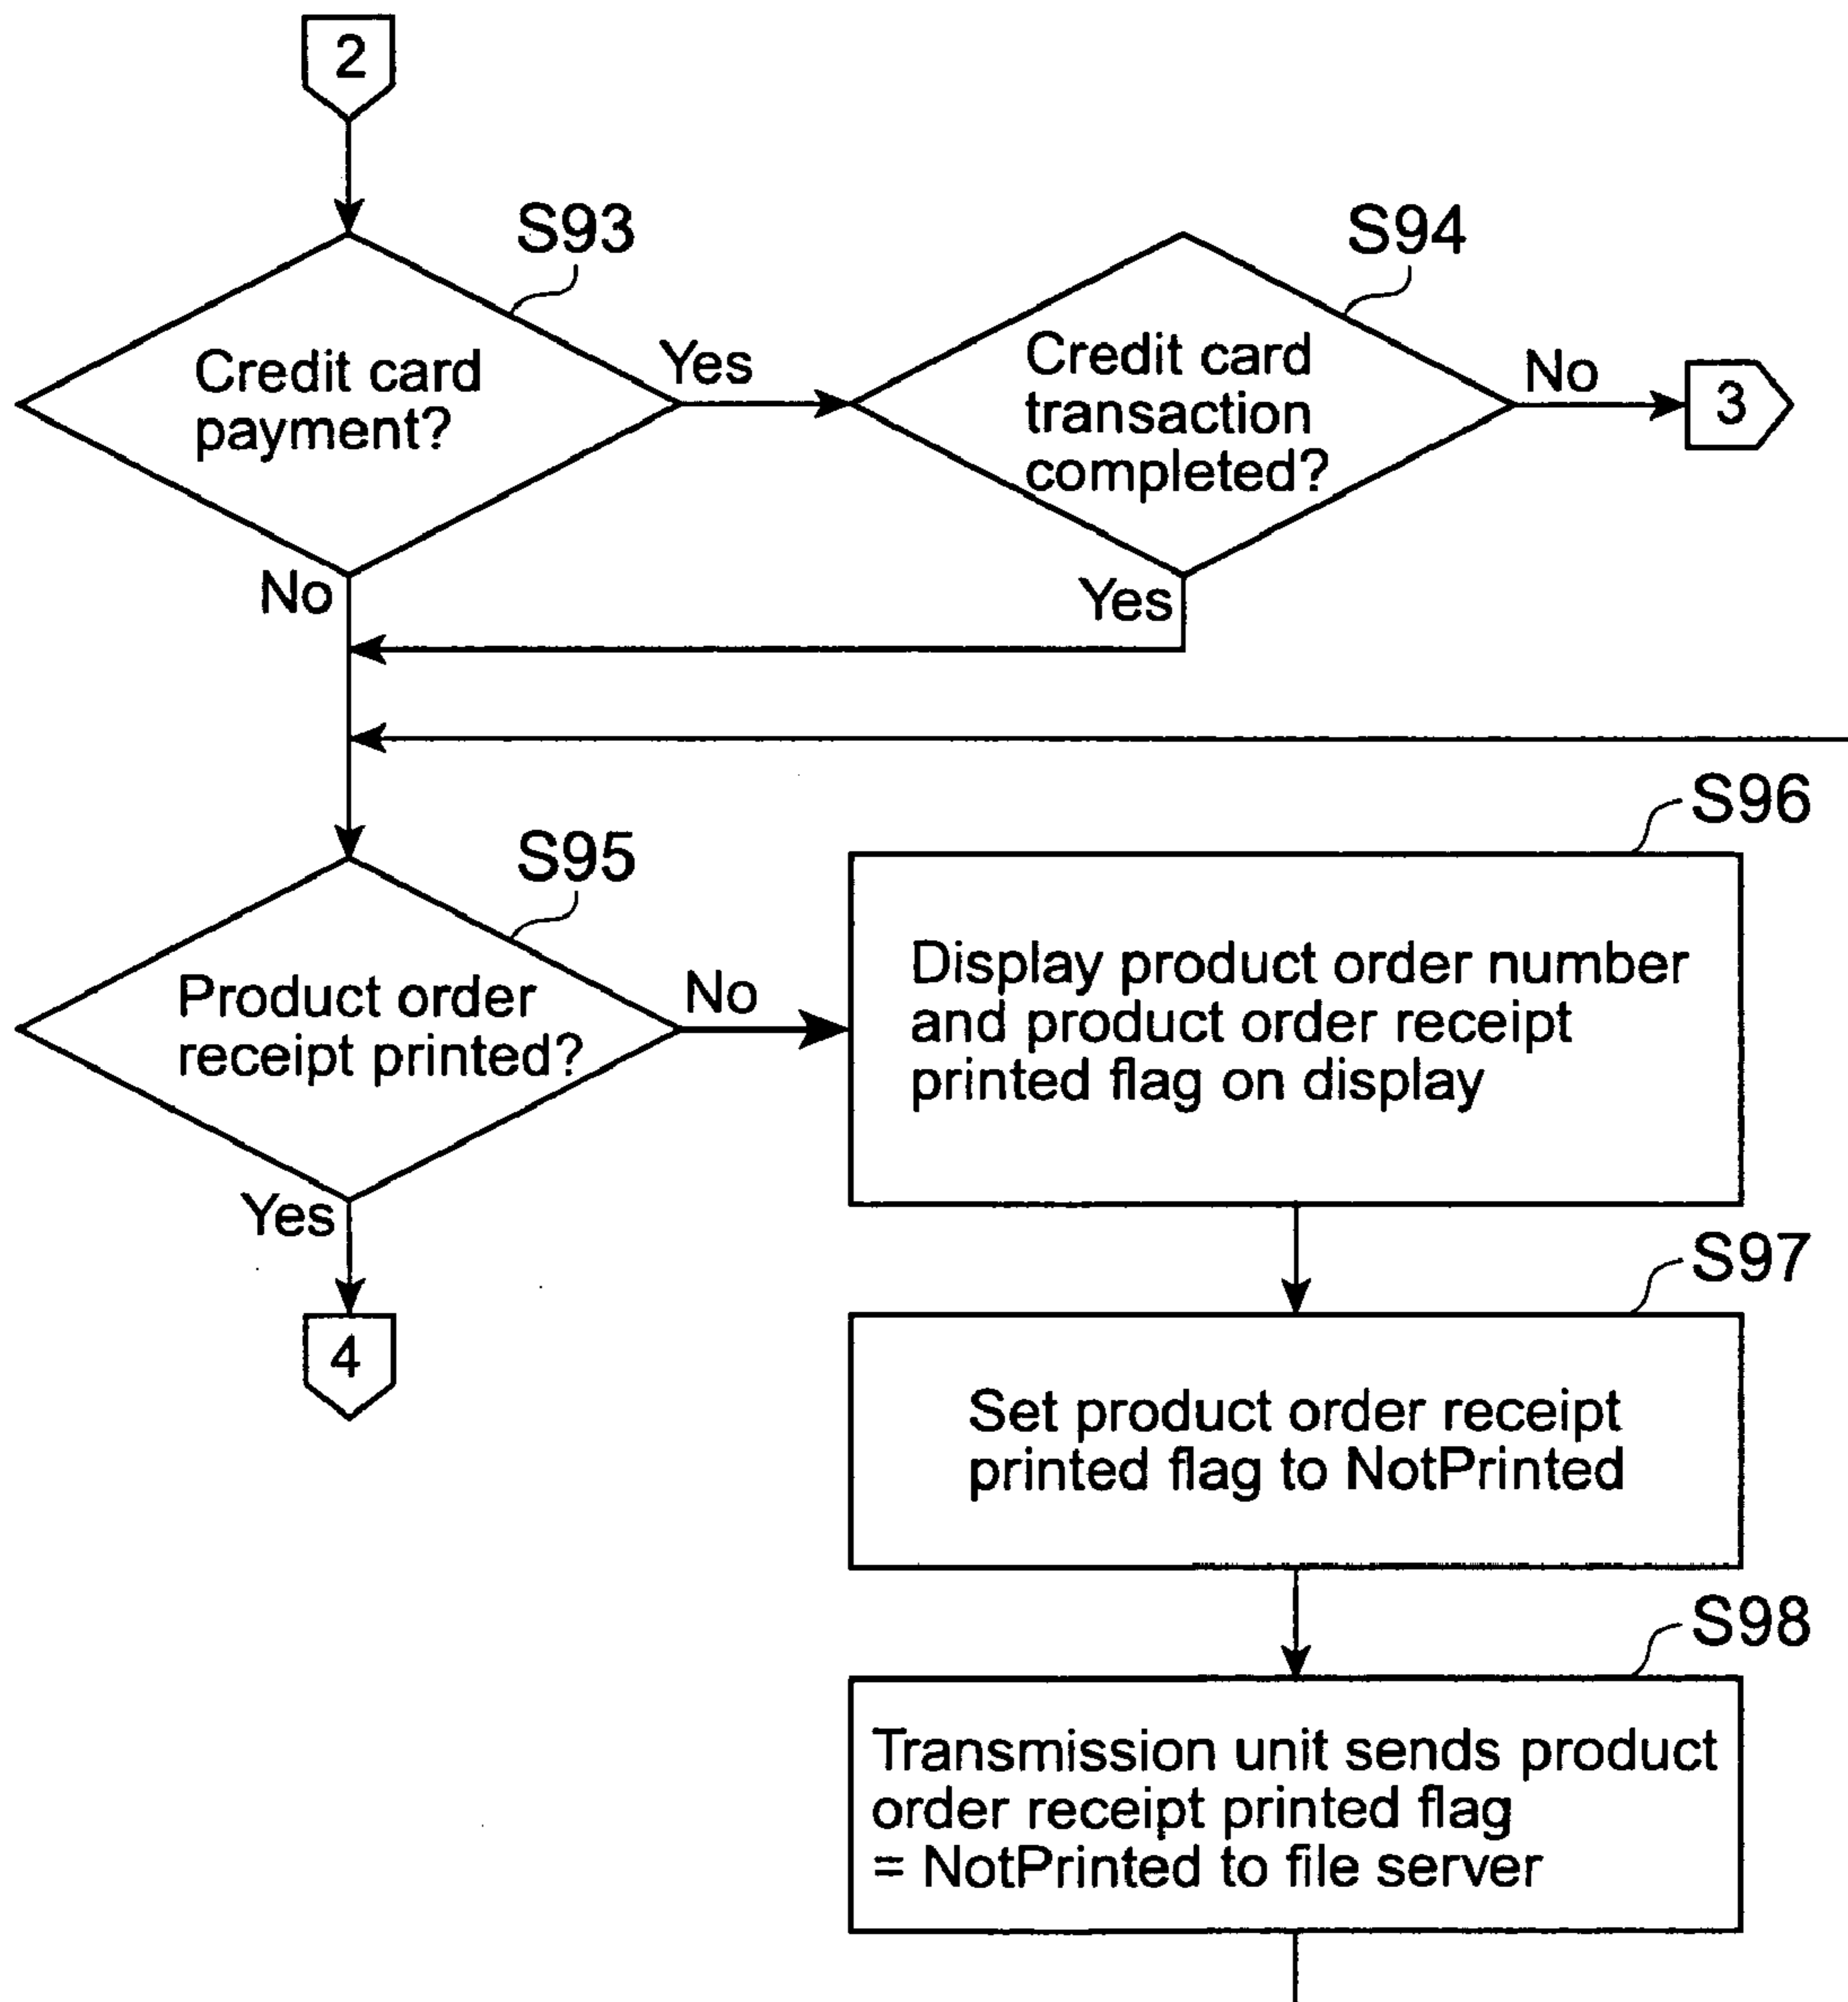 2
S93
S94
Credit card
payment?
Yes
Credit card
transaction
completed?
No
3
No
Yes
S95
S96
Product order
receipt printed?
No
Display product order number
and product order receipt
printed flag on display
Yes
4
S97
Set product order receipt
printed flag to NotPrinted
S98
Transmission unit sends product
order receipt printed flag
= NotPrinted to file server